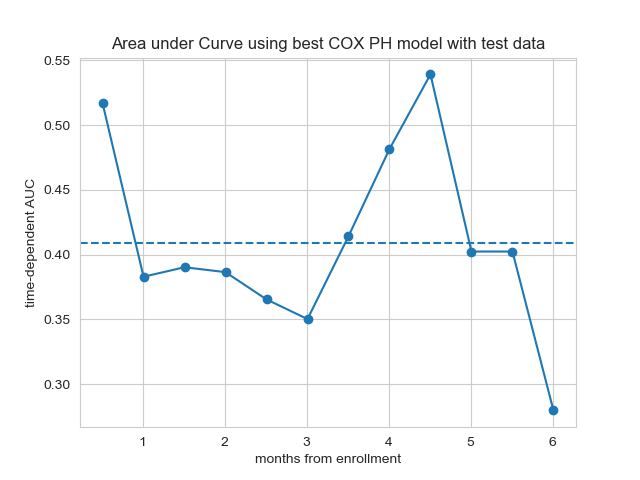 Area under Curve using best COX PH model with test data
time-dependent AUC
0.55
0.50
0.45
0.40
0.35
0.30
1 2 3 4 5 6
months from enrollment